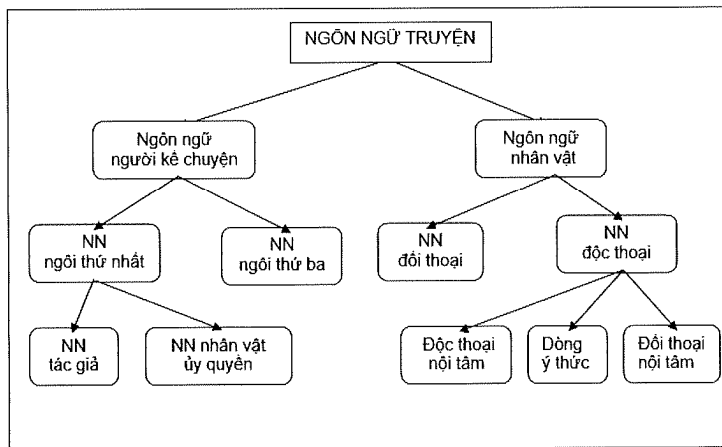 NGÔN NGỮ TRUYỆN
Ngôn ngữ
người kể chuyện
Ngôn ngữ
nhân vật
NN
ngôi thứ nhất
NN
ngôi thứ ba
NN
đối thoại
NN
độc thoại
NN
tác giả
NN nhân vật
ủy quyền
Độc thoại
nội tâm
Dòng
ý thức
Đối thoại
nội tâm